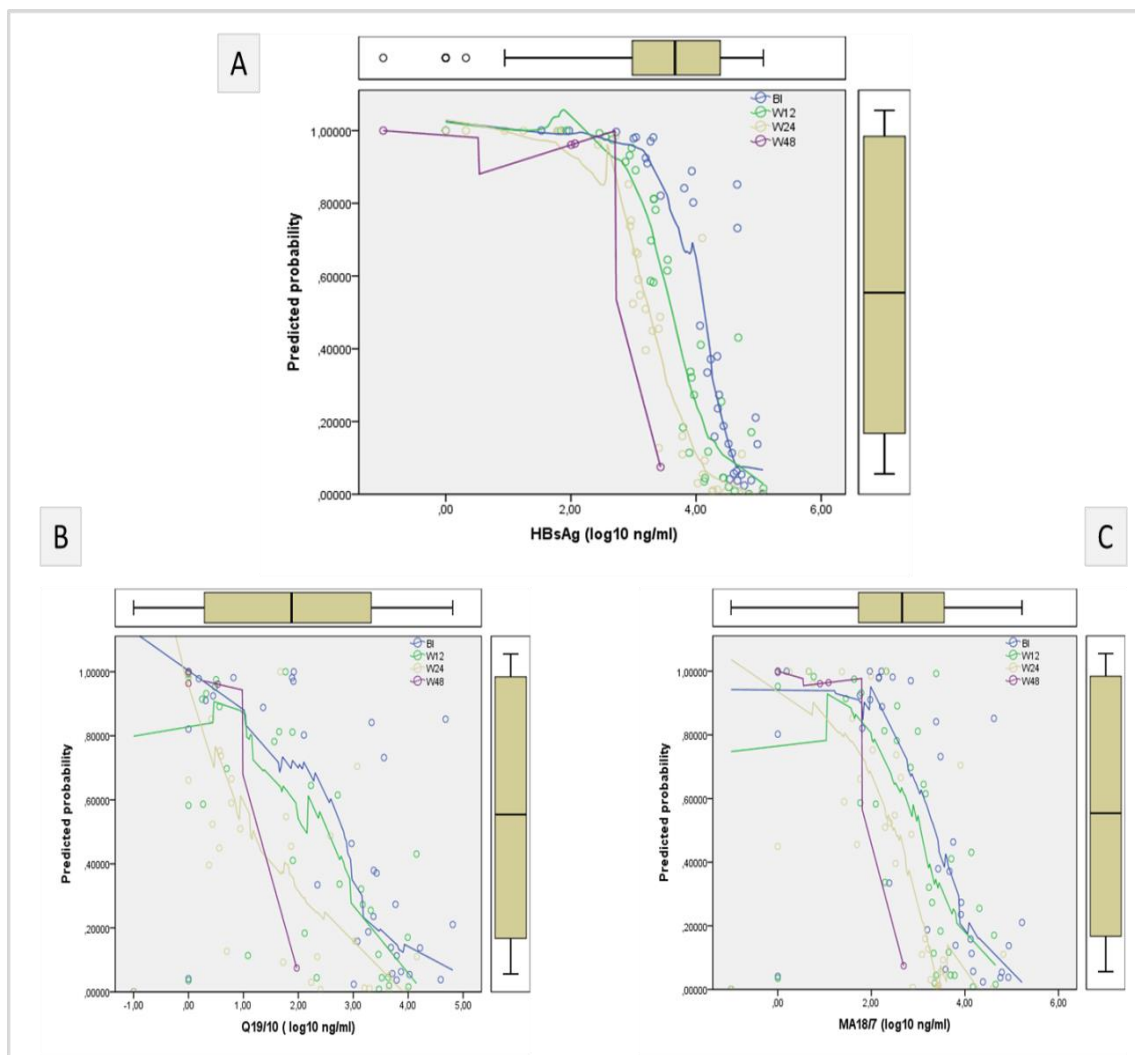 A
BI
W12
W24
W48
1,00000
,80000
,60000
,40000
,20000
,00000
Predicted probability
,00
2,00
4,00
6,00
HBsAg (log10 ng/ml)
B
BI
W12
W24
W48
1,00000
,80000
,60000
,40000
,20000
,00000
Predicted probability
-1,00
,00
1,00
2,00
3,00
4,00
5,00
Q19/10 ( log10 ng/ml)
C
BI
W12
W24
W48
1,00000
,80000
,60000
,40000
,20000
,00000
Predicted probability
,00
2,00
4,00
6,00
MA18/7 (log10 ng/ml)